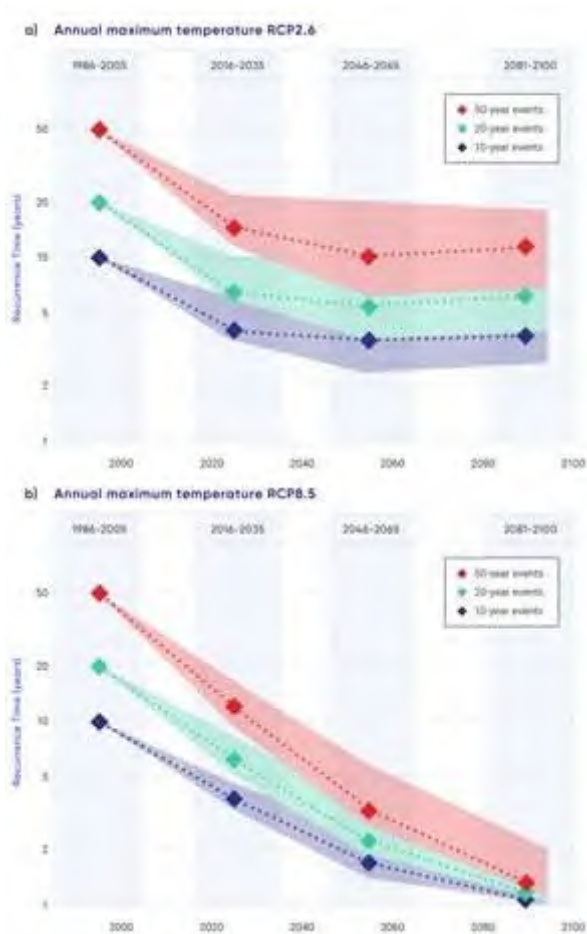 a) Annual maximum temperature RCP2.6
1986-2005 2016-2035 2046-2065 2081-2100
50-year events
20-year events
10-year events
Recurrence Time (years)
50
20
10
5
2
1
2000 2020 2040 2060 2080 2100
b) Annual maximum temperature RCP8.5
1986-2005 2016-2035 2046-2065 2081-2100
50-year events
20-year events
10-year events
Recurrence Time (years)
50
20
10
5
2
1
2000 2020 2040 2060 2080 2100